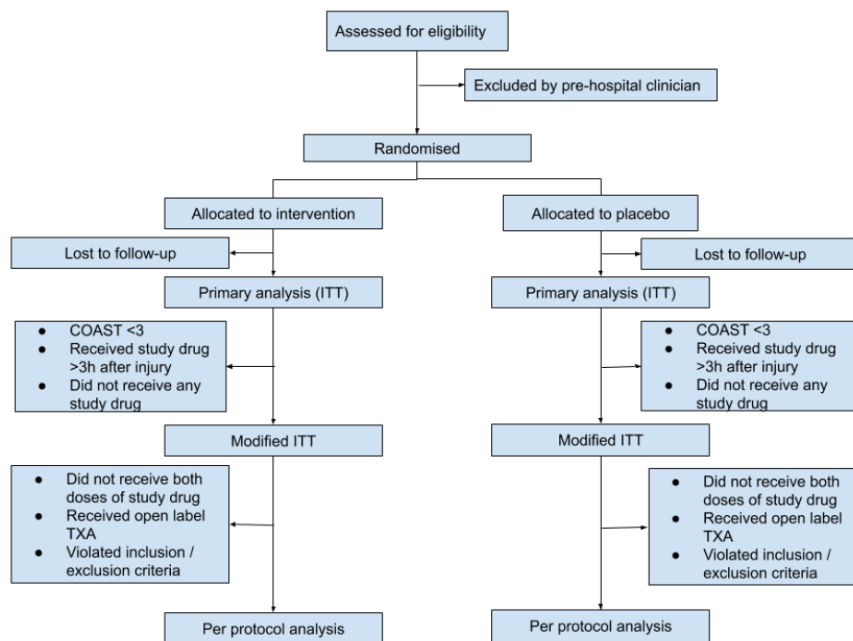 Assessed for eligibility
Excluded by pre-hospital clinician
Randomised
Allocated to intervention
Allocated to placebo
Lost to follow-up
Lost to follow-up
Primary analysis (ITT)
Primary analysis (ITT)
● COAST <3
● Received study drug
>3h after injury
● Did not receive any
study drug
● COAST <3
● Received study drug
>3h after injury
● Did not receive any
study drug
Modified ITT
Modified ITT
● Did not receive both
doses of study drug
● Received open label
TXA
● Violated inclusion /
exclusion criteria
● Did not receive both
doses of study drug
● Received open label
TXA
● Violated inclusion /
exclusion criteria
Per protocol analysis
Per protocol analysis